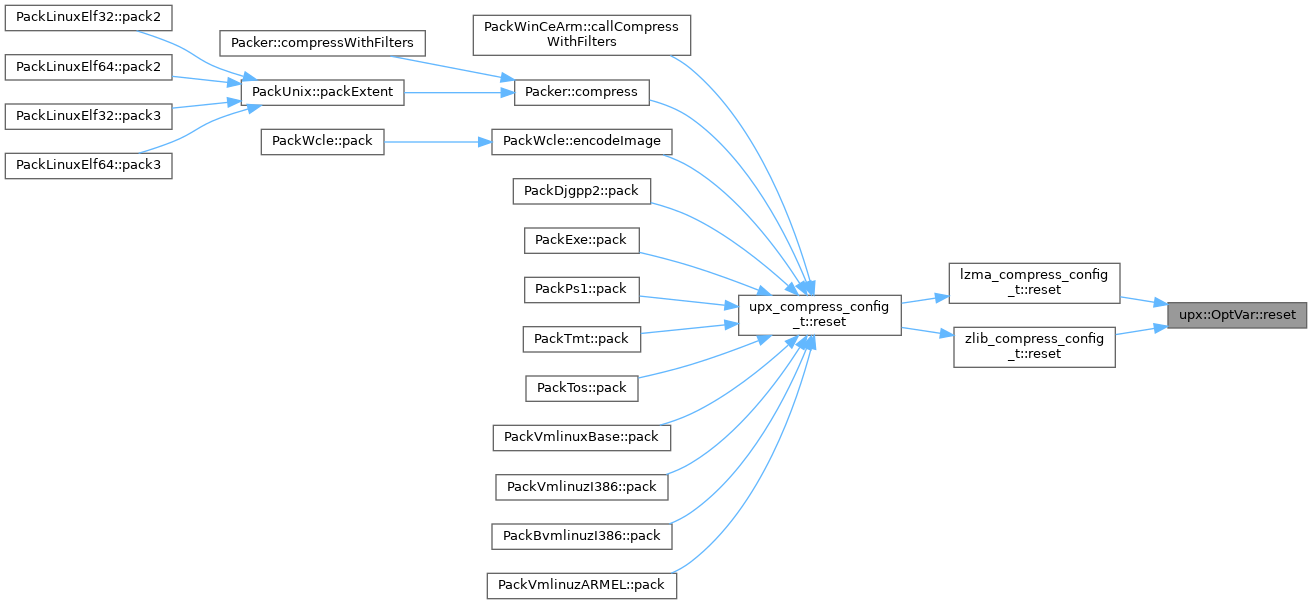 PackLinuxElf32::pack2
PackLinuxElf64::pack2
PackLinuxElf32::pack3
PackLinuxElf64::pack3
Packer::compressWithFilters
PackUnix::packExtent
PackWcle::pack
PackWinCeArm::callCompress
WithFilters
Packer::compress
PackWcle::encodeImage
PackDjgpp2::pack
PackExe::pack
PackPs1::pack
PackTmt::pack
PackTos::pack
PackVmlinuxBase::pack
PackVmlinuzI386::pack
PackBvmlinuzI386::pack
PackVmlinuzARMEL::pack
upx_compress_config
_t::reset
lzma_compress_config
_t::reset
zlib_compress_config
_t::reset
upx::OptVar::reset